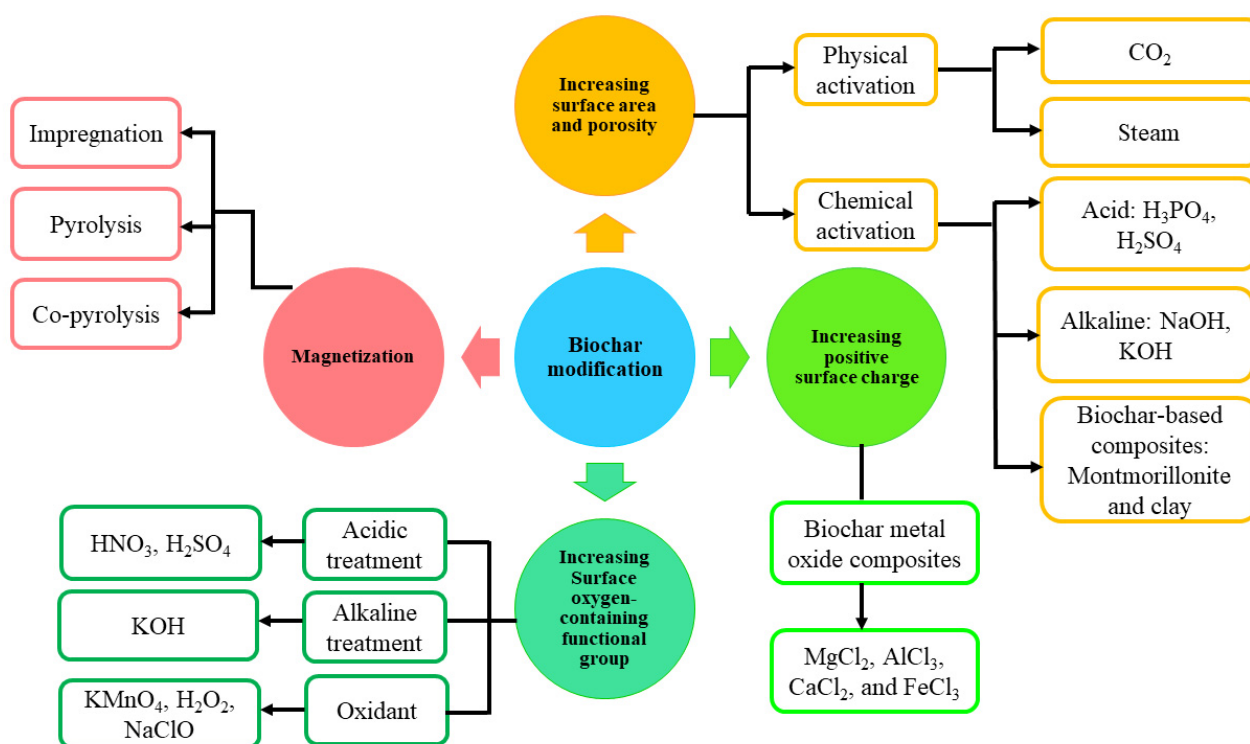 Increasing
surface area
and porosity
Physical
activation
CO₂
Steam
Chemical
activation
Acid: H₃PO₄,
H₂SO₄
Alkaline: NaOH,
KOH
Biochar-based
composites:
Montmorillonite
and clay
Impregnation
Pyrolysis
Co-pyrolysis
Magnetization
Biochar
modification
Increasing
positive
surface charge
Biochar metal
oxide composites
MgCl₂, AlCl₃,
CaCl₂, and FeCl₃
Increasing
Surface
oxygen-
containing
functional
group
Acidic
treatment
HNO₃, H₂SO₄
Alkaline
treatment
KOH
Oxidant
KMnO₄, H₂O₂,
NaClO